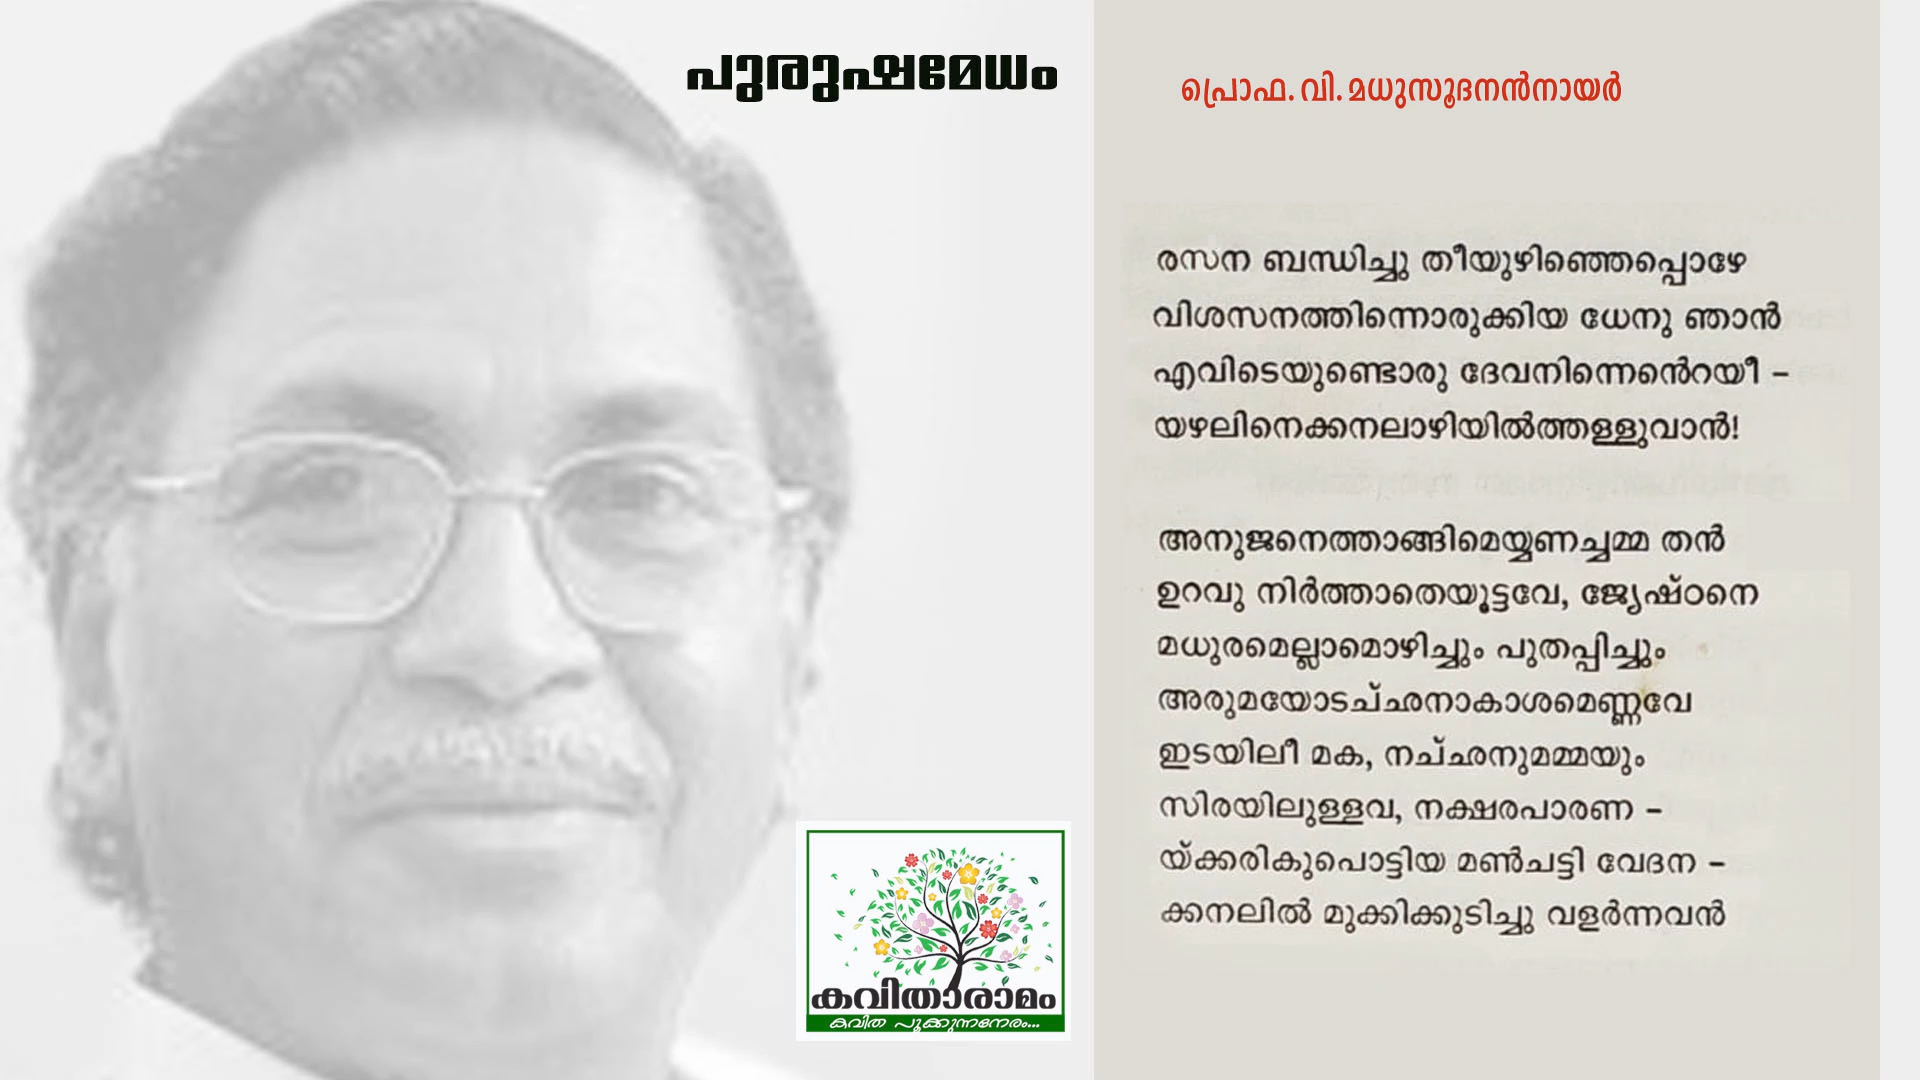 പുരുഷമേധം
പ്രൊഫ. വി. മധുസൂദനൻനായർ
രസന ബന്ധിച്ചു തീയുഴിഞ്ഞെപ്പൊഴേ
വിശസനത്തിന്നൊരുക്കിയ ധേനു ഞാൻ
എവിടെയുണ്ടൊരു ദേവനിന്നെൻെറയീ –
യഴലിനെക്കനലാഴിയിൽത്തള്ളുവാൻ!
അനുജനെത്താങ്ങിമെയ്യണച്ചമ്മ തൻ
ഉറവു നിർത്താതെയൂട്ടവേ, ജ്യേഷ്ഠനെ
മധുരമെല്ലാമൊഴിച്ചും പുതപ്പിച്ചും
അരുമയോടച്ഛനാകാശമെണ്ണവേ
ഇടയിലീ മക, നച്ഛനുമമ്മയും
സിരയിലുള്ളവ, നക്ഷരപാരണ –
യ്ക്കരികുപൊട്ടിയ മൺചട്ടി വേദന –
ക്കനലിൽ മുക്കിക്കുടിച്ചു വളർന്നവൻ
കവിതാരാമം
കവിത പൂക്കുന്നനേരം...